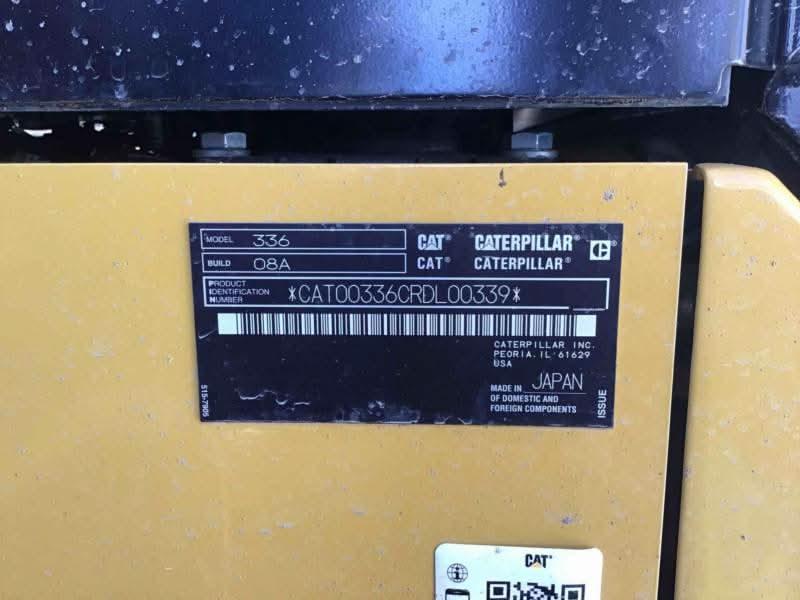 MODEL 336 CAT® CATERPILLAR®
BUILD 08A CAT® CATERPILLAR®
PRODUCT
IDENTIFICATION
NUMBER
*CAT00336CRDL00339*
CATERPILLAR INC.
PEORIA, IL 61629
USA
MADE IN JAPAN
OF DOMESTIC AND
FOREIGN COMPONENTS
ISSUE
515-7905
CAT®